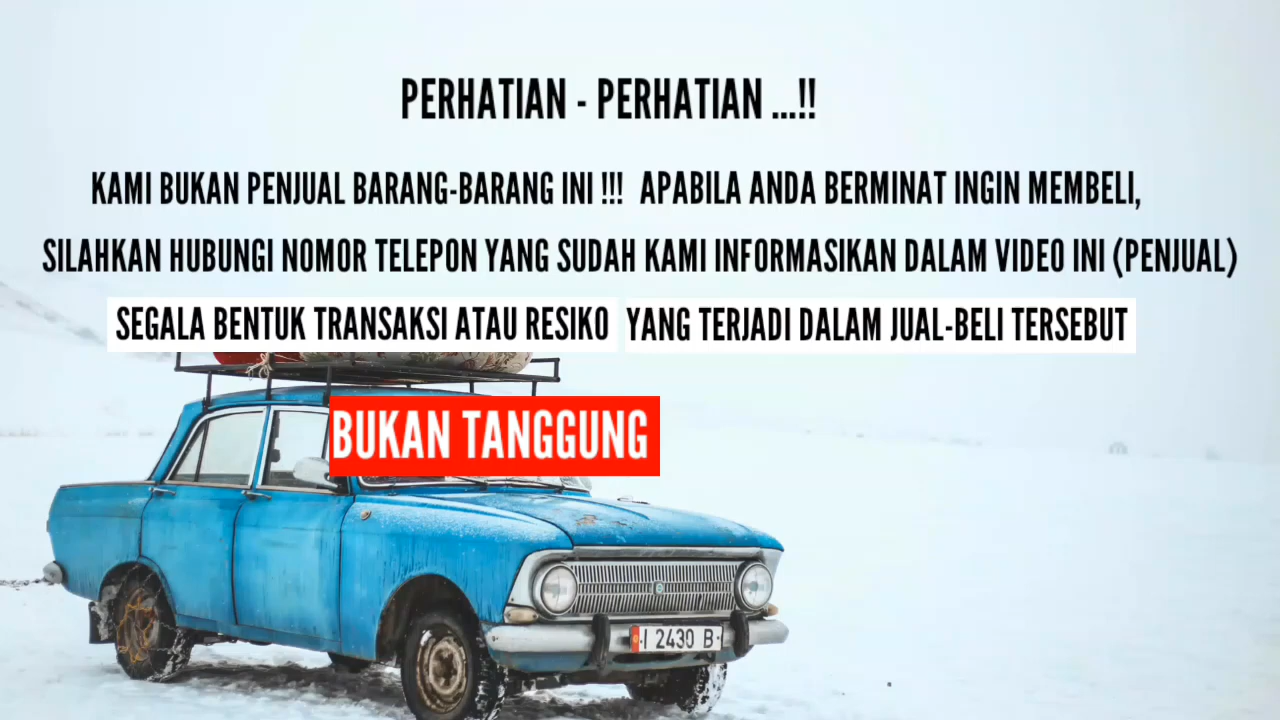 PERHATIAN - PERHATIAN ...!!
KAMI BUKAN PENJUAL BARANG-BARANG INI !!! APABILA ANDA BERMINAT INGIN MEMBELI,
SILAHKAN HUBUNGI NOMOR TELEPON YANG SUDAH KAMI INFORMASIKAN DALAM VIDEO INI (PENJUAL)
SEGALA BENTUK TRANSAKSI ATAU RESIKO YANG TERJADI DALAM JUAL-BELI TERSEBUT
BUKAN TANGGUNG
I 2430 B